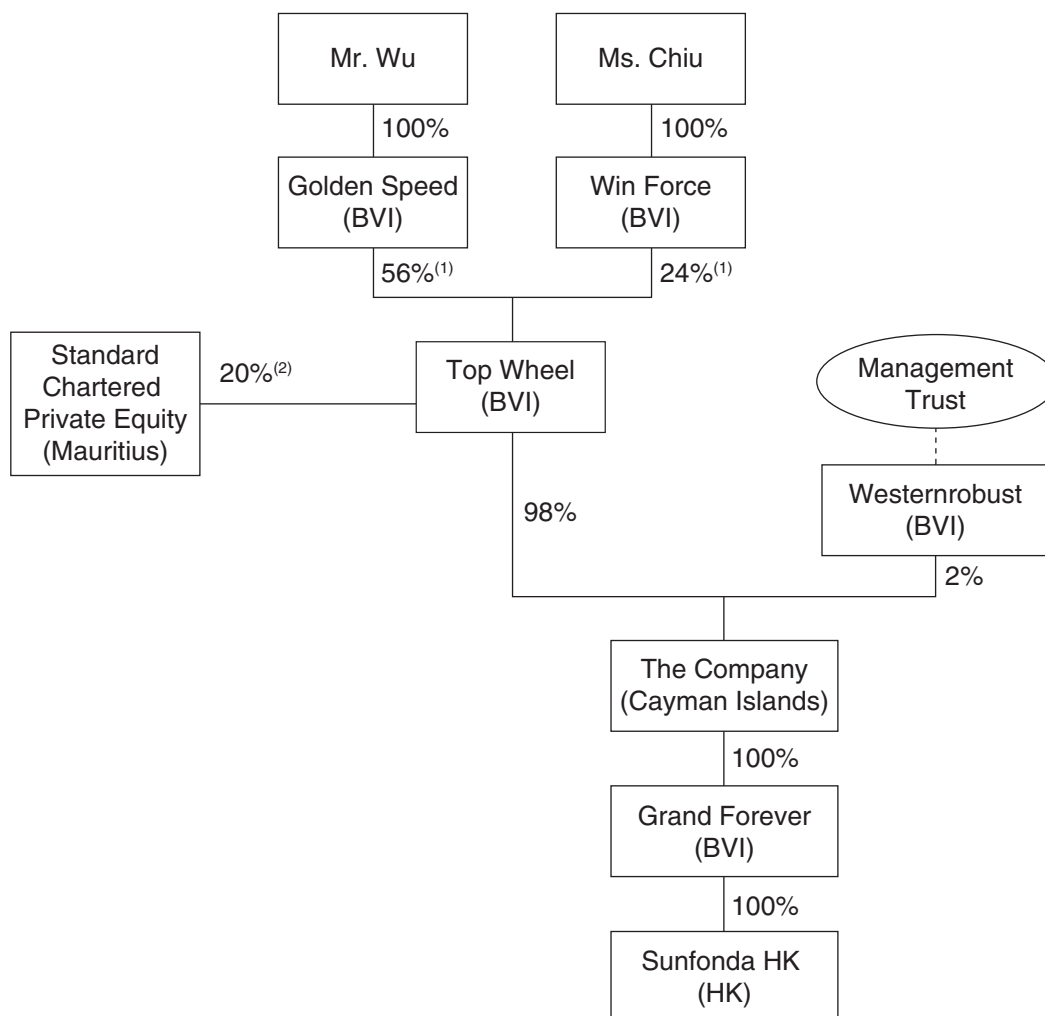 Mr. Wu
Ms. Chiu
100%
100%
Golden Speed
(BVI)
Win Force
(BVI)
56%(1)
24%(1)
Standard
Chartered
Private Equity
(Mauritius)
20%(2)
Top Wheel
(BVI)
Management
Trust
98%
Westernrobust
(BVI)
2%
The Company
(Cayman Islands)
100%
Grand Forever
(BVI)
100%
Sunfonda HK
(HK)